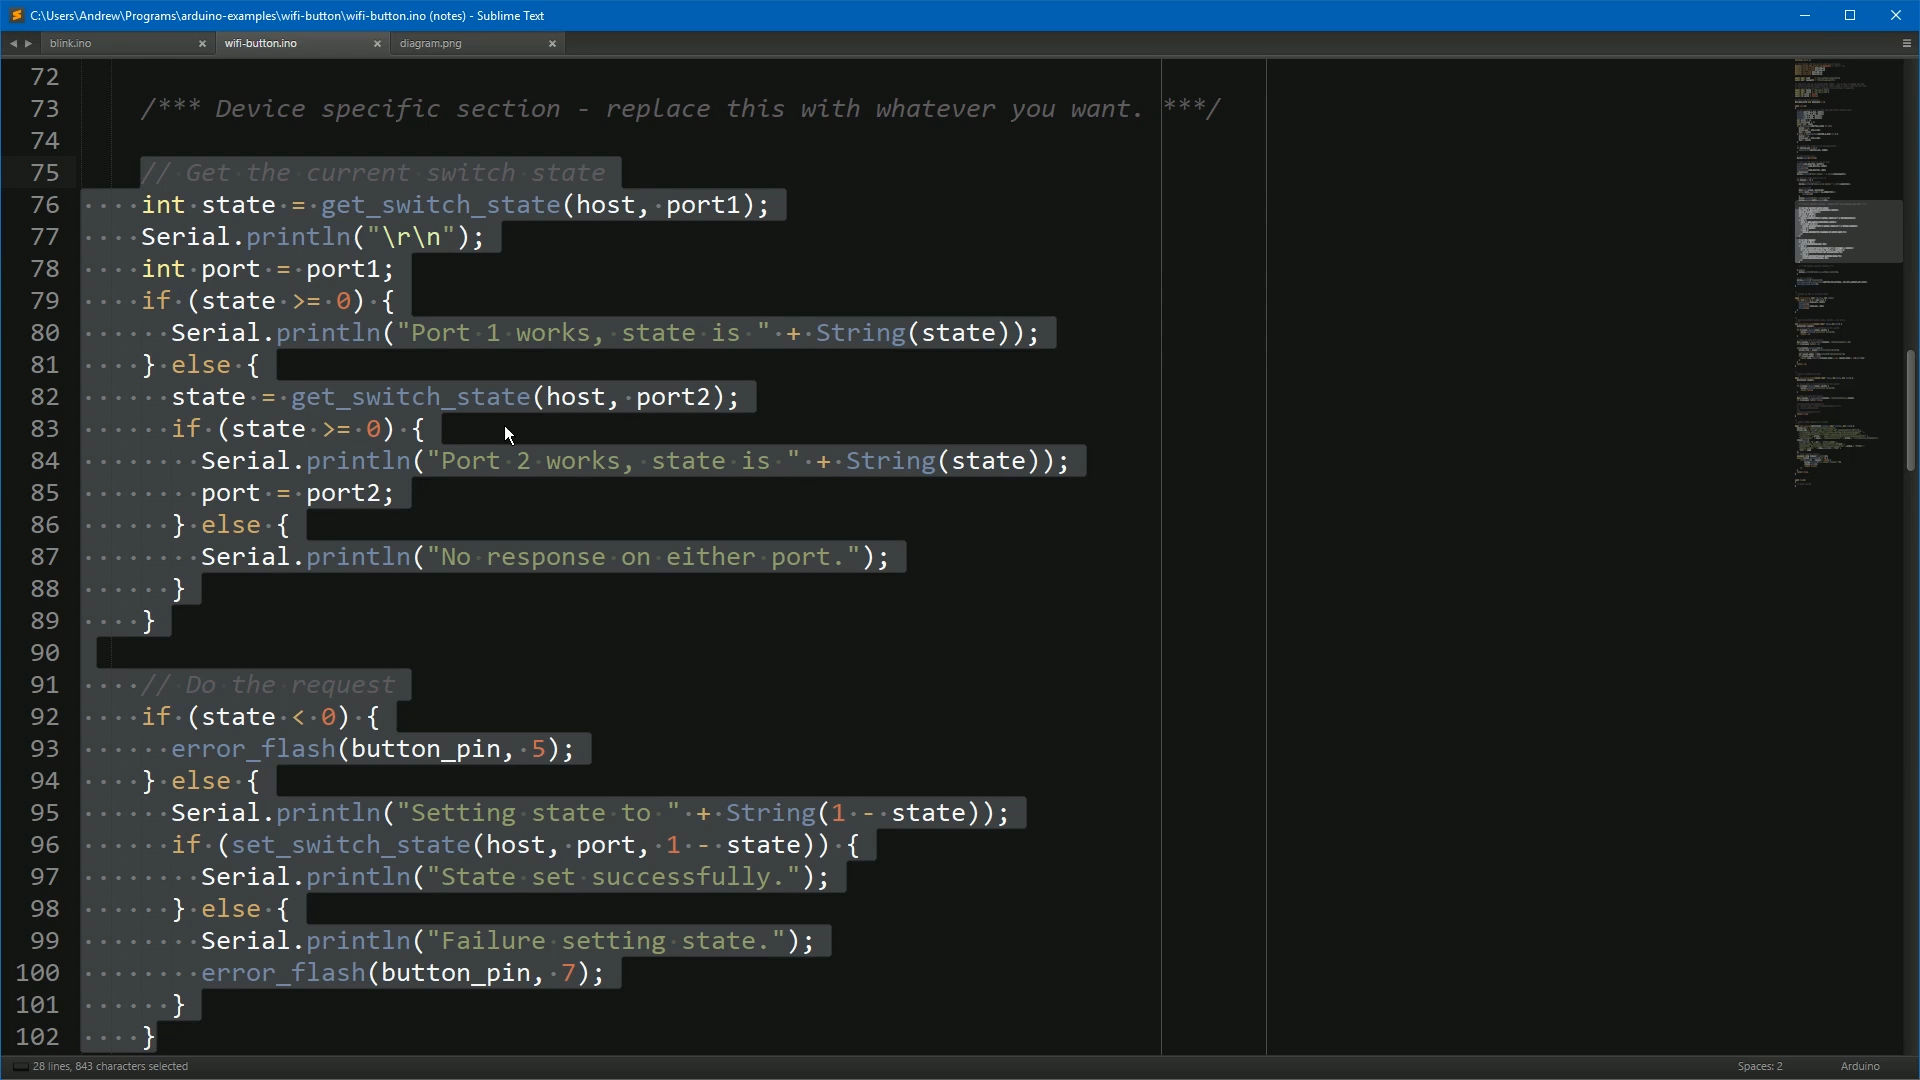 C:\Users\Andrew\Programs\arduino-examples\wifi-button\wifi-button.ino (notes) - Sublime Text
blink.ino
wifi-button.ino
diagram.png
72
73 /*** Device specific section - replace this with whatever you want. ***/
74
75 // Get the current switch state
76 int state = get_switch_state(host, port1);
77 Serial.println("\r\n");
78 int port = port1;
79 if (state >= 0) {
80 Serial.println("Port 1 works, state is " + String(state));
81 } else {
82 state = get_switch_state(host, port2);
83 if (state >= 0) {
84 Serial.println("Port 2 works, state is " + String(state));
85 port = port2;
86 } else {
87 Serial.println("No response on either port.");
88 }
89 }
90
91 // Do the request
92 if (state < 0) {
93 error_flash(button_pin, 5);
94 } else {
95 Serial.println("Setting state to " + String(1 - state));
96 if (set_switch_state(host, port, 1 - state)) {
97 Serial.println("State set successfully.");
98 } else {
99 Serial.println("Failure setting state.");
100 error_flash(button_pin, 7);
101 }
102 }
28 lines, 843 characters selected
Spaces: 2
Arduino